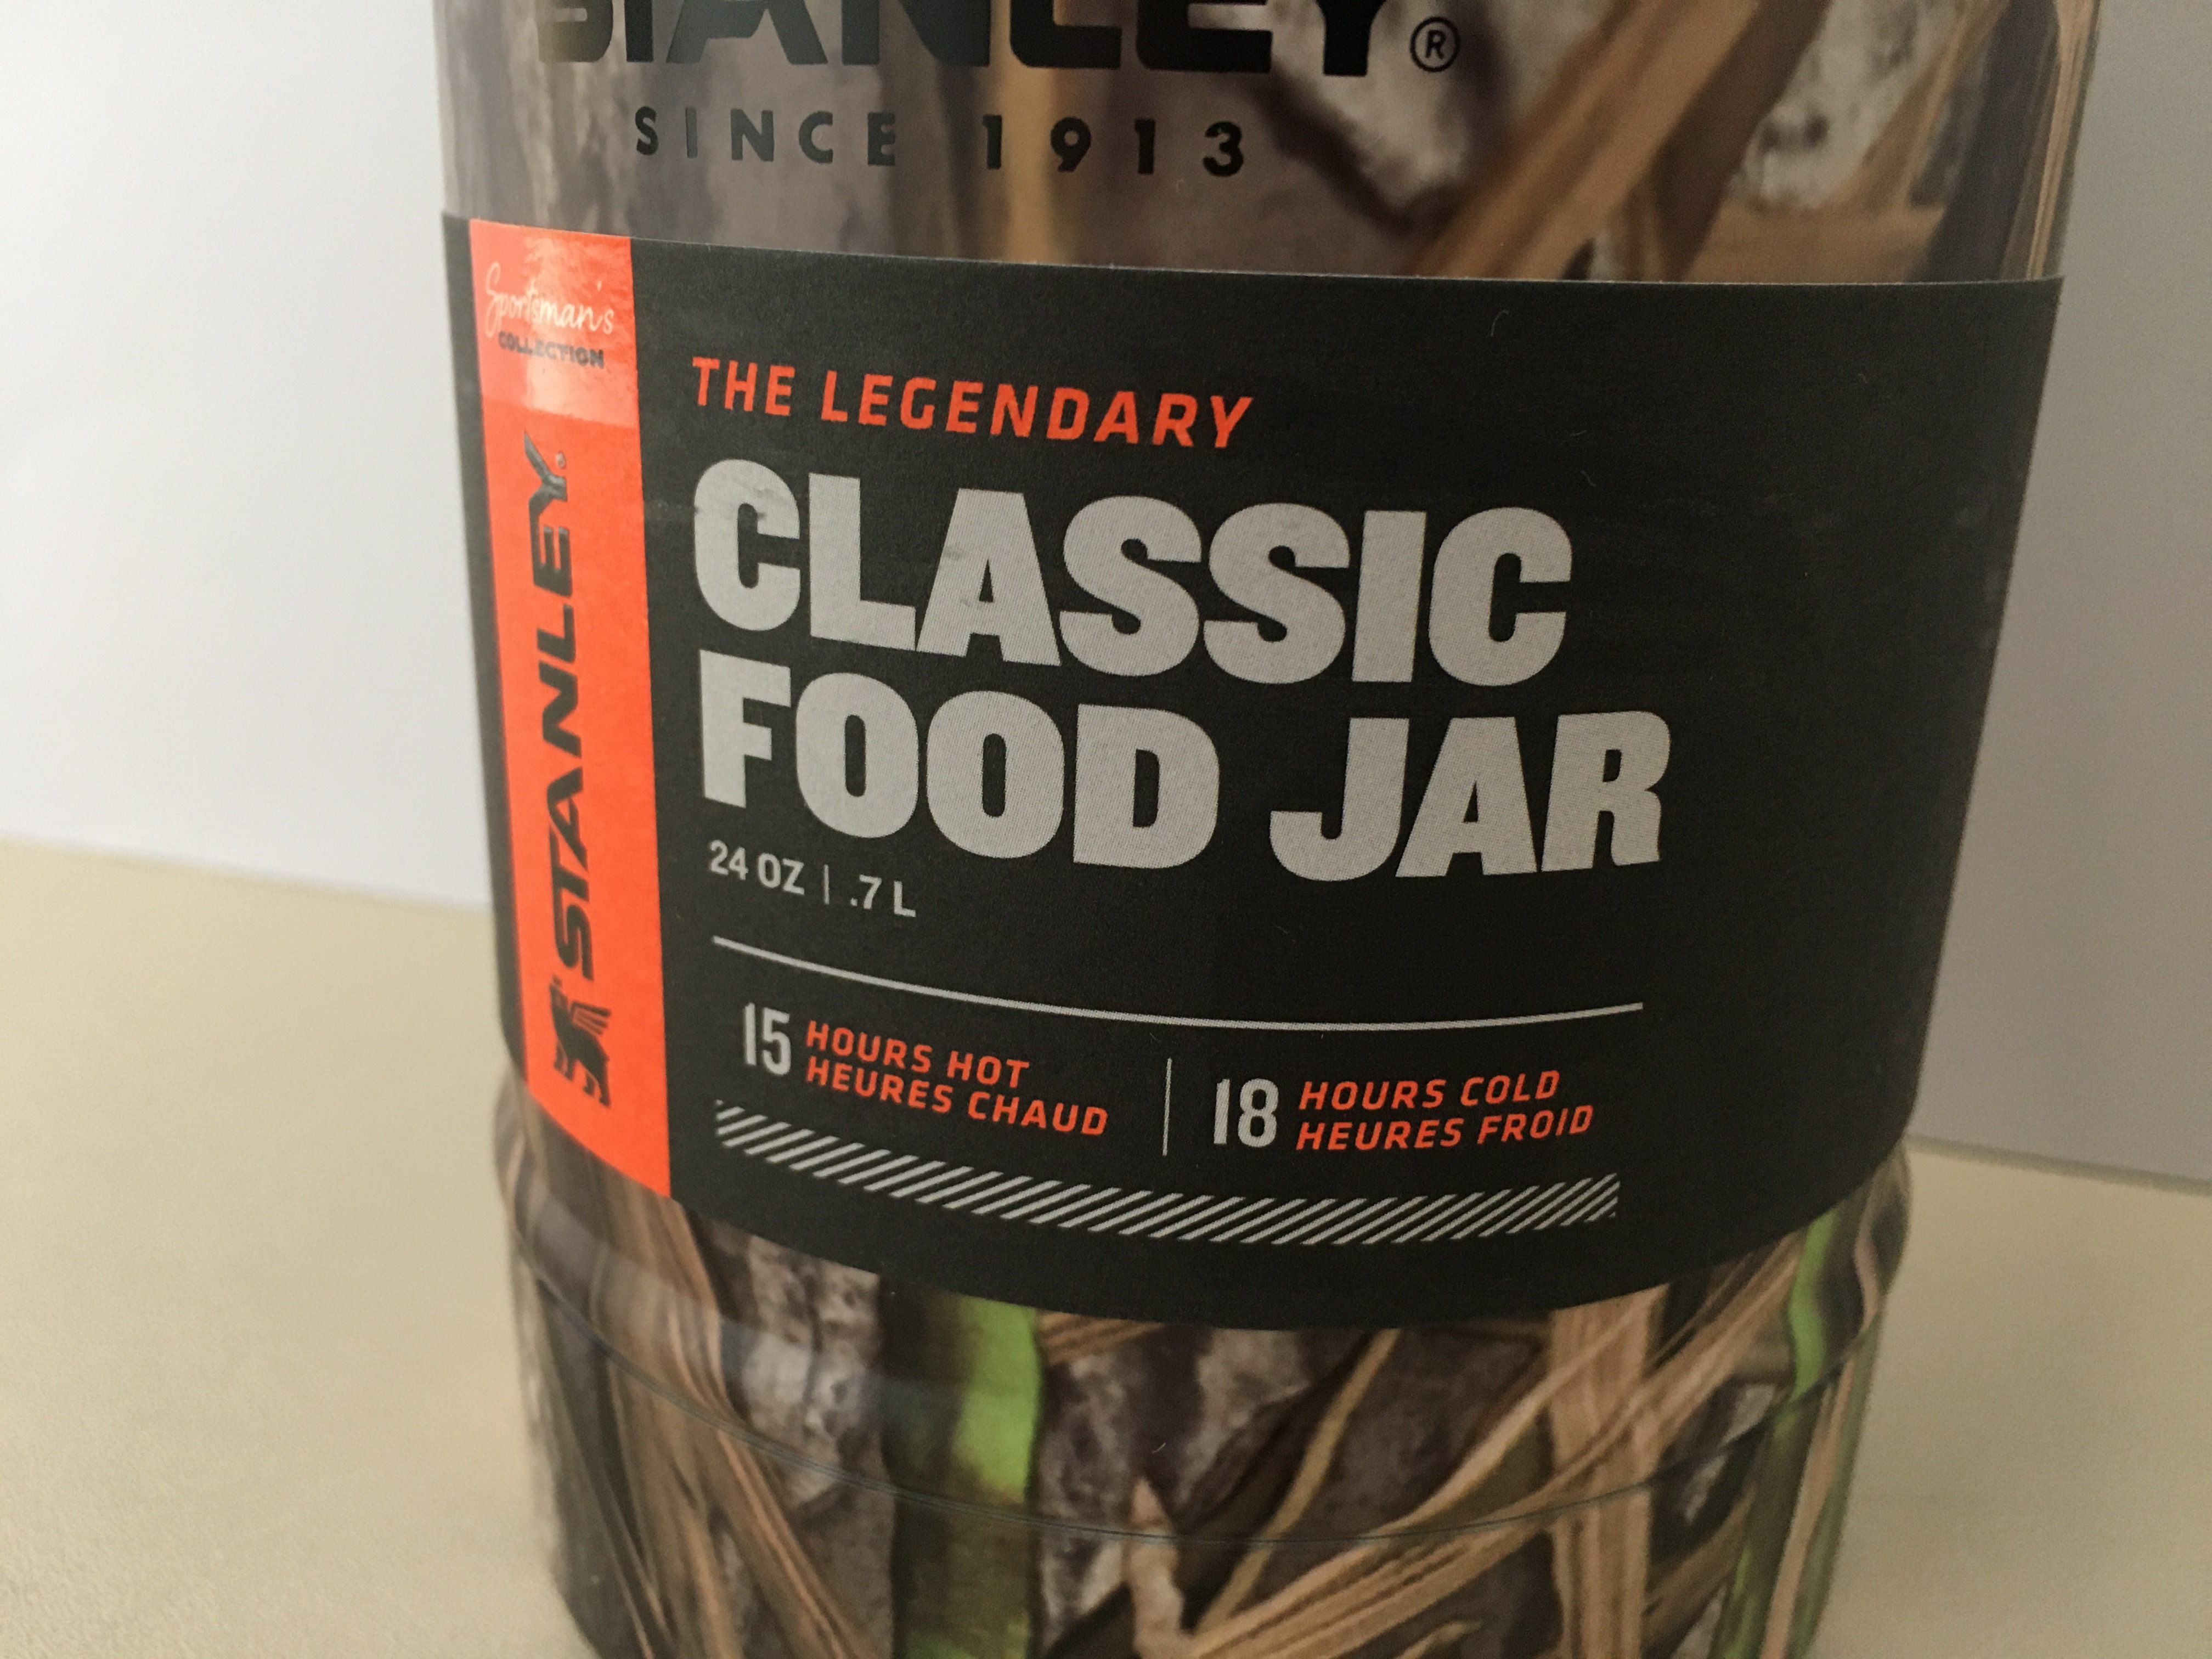 STANLEY®
SINCE 1913
Sportsman's
COLLECTION
STANLEY®
THE LEGENDARY
CLASSIC
FOOD JAR
24 OZ | .7 L
15 HOURS HOT
HEURES CHAUD
18 HOURS COLD
HEURES FROID